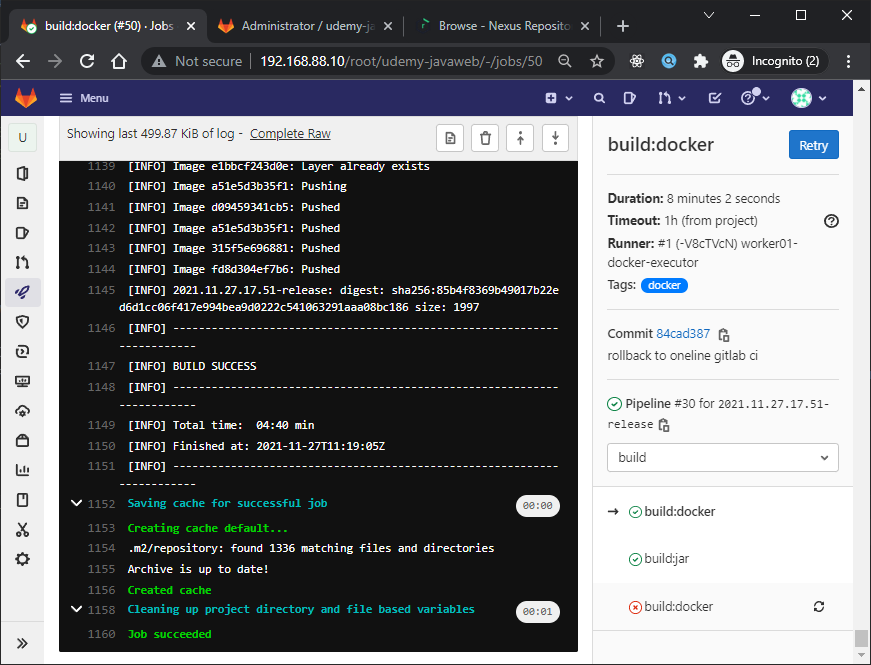 build:docker (#50) · Jobs
Administrator / udemy-ja
Browse - Nexus Reposito
Not secure
192.168.88.10/root/udemy-javaweb/-/jobs/50
Incognito (2)
Menu
U
Showing last 499.87 KiB of log - Complete Raw
1139 [INFO] Image e1bbcf243d0e: Layer already exists
1140 [INFO] Image a51e5d3b35f1: Pushing
1141 [INFO] Image d09459341cb5: Pushed
1142 [INFO] Image a51e5d3b35f1: Pushed
1143 [INFO] Image 315f5e696881: Pushed
1144 [INFO] Image fd8d304ef7b6: Pushed
1145 [INFO] 2021.11.27.17.51-release: digest: sha256:85b4f8369b49017b22e
d6d1cc06f417e994bea9d0222c541063291aaa08bc186 size: 1997
1146 [INFO] ----------------------------------------------------------
------------
1147 [INFO] BUILD SUCCESS
1148 [INFO] ----------------------------------------------------------
------------
1149 [INFO] Total time:  04:40 min
1150 [INFO] Finished at: 2021-11-27T11:19:05Z
1151 [INFO] ----------------------------------------------------------
------------
1152 Saving cache for successful job 00:00
1153 Creating cache default...
1154 .m2/repository: found 1336 matching files and directories
1155 Archive is up to date!
1156 Created cache
1158 Cleaning up project directory and file based variables 00:01
1160 Job succeeded
build:docker
Retry
Duration: 8 minutes 2 seconds
Timeout: 1h (from project)
Runner: #1 (-V8cTVcN) worker01-
docker-executor
Tags: docker
Commit 84cad387
rollback to oneline gitlab ci
Pipeline #30 for 2021.11.27.17.51-
release
build
→ build:docker
build:jar
build:docker